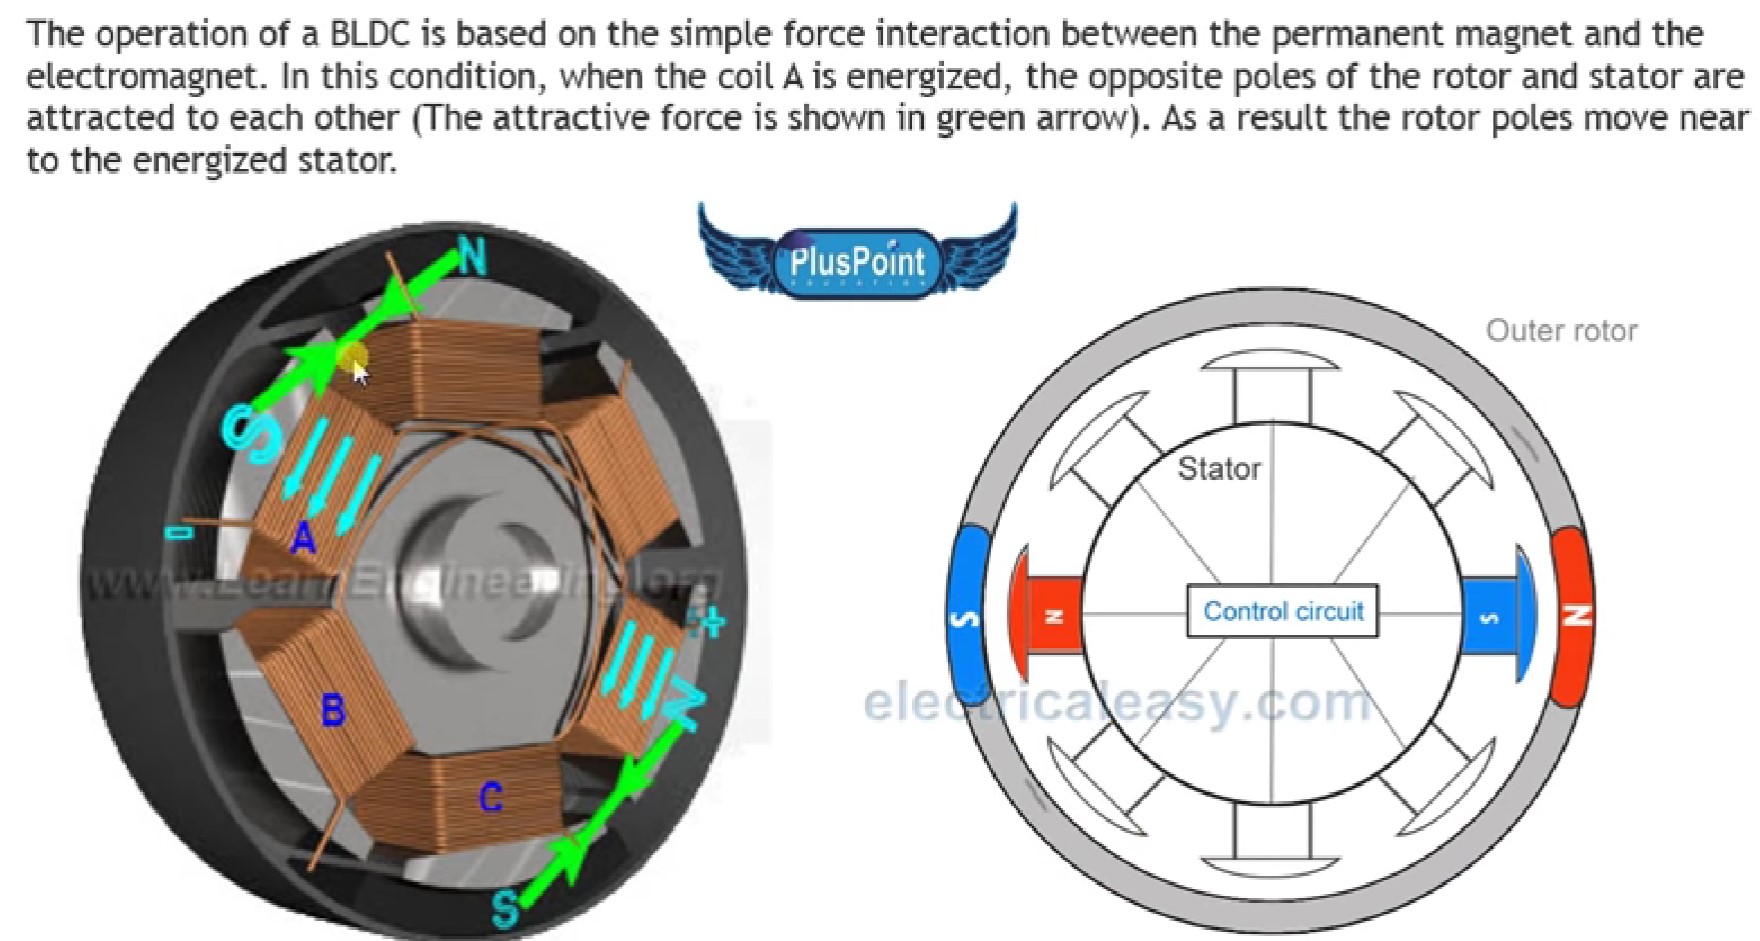 The operation of a BLDC is based on the simple force interaction between the permanent magnet and the
electromagnet. In this condition, when the coil A is energized, the opposite poles of the rotor and stator are
attracted to each other (The attractive force is shown in green arrow). As a result the rotor poles move near
to the energized stator.
PlusPoint
EDUCATION
N
S
-
A
www.LearnEngineering.org
+
B
N
C
S
Outer rotor
Stator
S
N
Control circuit
S
N
electricaleasy.com